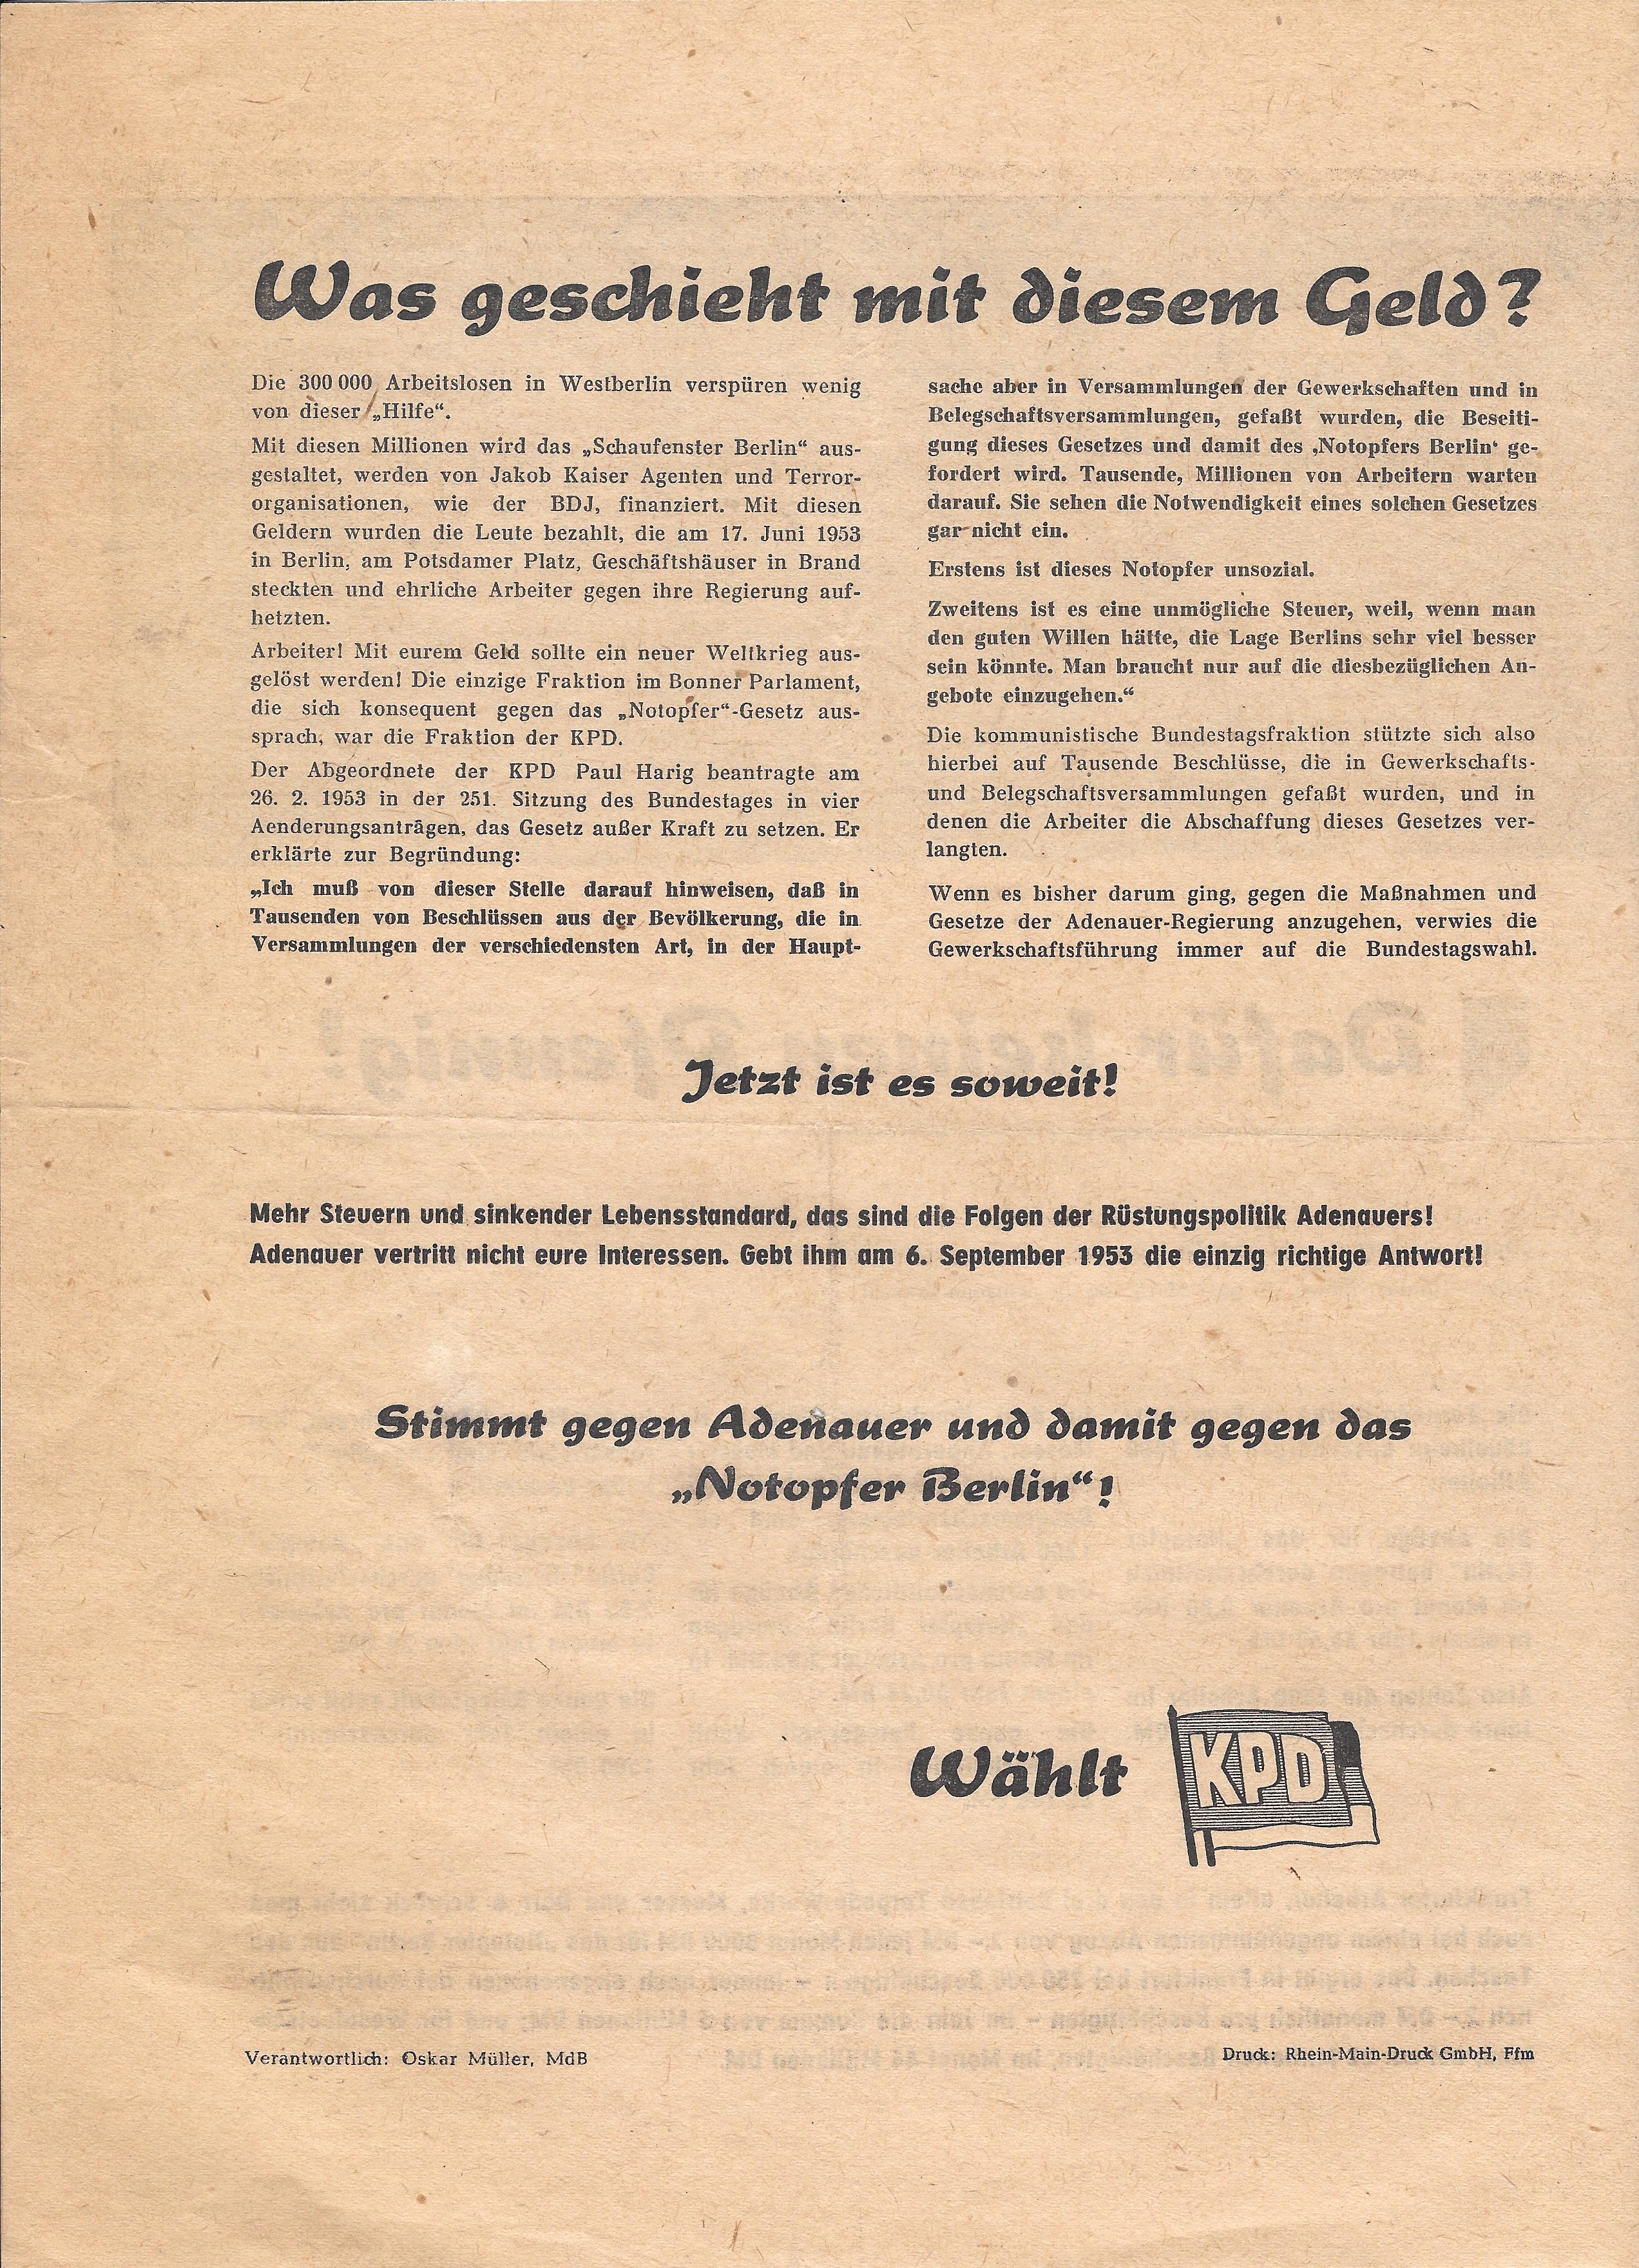 Was geschieht mit diesem Geld?
Die 300 000 Arbeitslosen in Westberlin verspüren wenig
von dieser „Hilfe“.
Mit diesen Millionen wird das „Schaufenster Berlin“ aus-
gestaltet, werden von Jakob Kaiser Agenten und Terror-
organisationen, wie der BDJ, finanziert. Mit diesen
Geldern wurden die Leute bezahlt, die am 17. Juni 1953
in Berlin, am Potsdamer Platz, Geschäftshäuser in Brand
steckten und ehrliche Arbeiter gegen ihre Regierung auf-
hetzten.
Arbeiter! Mit eurem Geld sollte ein neuer Weltkrieg aus-
gelöst werden! Die einzige Fraktion im Bonner Parlament,
die sich konsequent gegen das „Notopfer“-Gesetz aus-
sprach, war die Fraktion der KPD.
Der Abgeordnete der KPD Paul Harig beantragte am
26. 2. 1953 in der 251. Sitzung des Bundestages in vier
Aenderungsanträgen, das Gesetz außer Kraft zu setzen. Er
erklärte zur Begründung:
„Ich muß von dieser Stelle darauf hinweisen, daß in
Tausenden von Beschlüssen aus der Bevölkerung, die in
Versammlungen der verschiedensten Art, in der Haupt-
sache aber in Versammlungen der Gewerkschaften und in
Belegschaftsversammlungen, gefaßt wurden, die Beseiti-
gung dieses Gesetzes und damit des ‚Notopfers Berlin‘ ge-
fordert wird. Tausende, Millionen von Arbeitern warten
darauf. Sie sehen die Notwendigkeit eines solchen Gesetzes
gar nicht ein.
Erstens ist dieses Notopfer unsozial.
Zweitens ist es eine unmögliche Steuer, weil, wenn man
den guten Willen hätte, die Lage Berlins sehr viel besser
sein könnte. Man braucht nur auf die diesbezüglichen An-
gebote einzugehen.“
Die kommunistische Bundestagsfraktion stützte sich also
hierbei auf Tausende Beschlüsse, die in Gewerkschafts-
und Belegschaftsversammlungen gefaßt wurden, und in
denen die Arbeiter die Abschaffung dieses Gesetzes ver-
langten.
Wenn es bisher darum ging, gegen die Maßnahmen und
Gesetze der Adenauer-Regierung anzugehen, verwies die
Gewerkschaftsführung immer auf die Bundestagswahl.
Jetzt ist es soweit!
Mehr Steuern und sinkender Lebensstandard, das sind die Folgen der Rüstungspolitik Adenauers!
Adenauer vertritt nicht eure Interessen. Gebt ihm am 6. September 1953 die einzig richtige Antwort!
Stimmt gegen Adenauer und damit gegen das
„Notopfer Berlin“!
Wählt KPD
Verantwortlich: Oskar Müller, MdB
Druck: Rhein-Main-Druck GmbH, Ffm